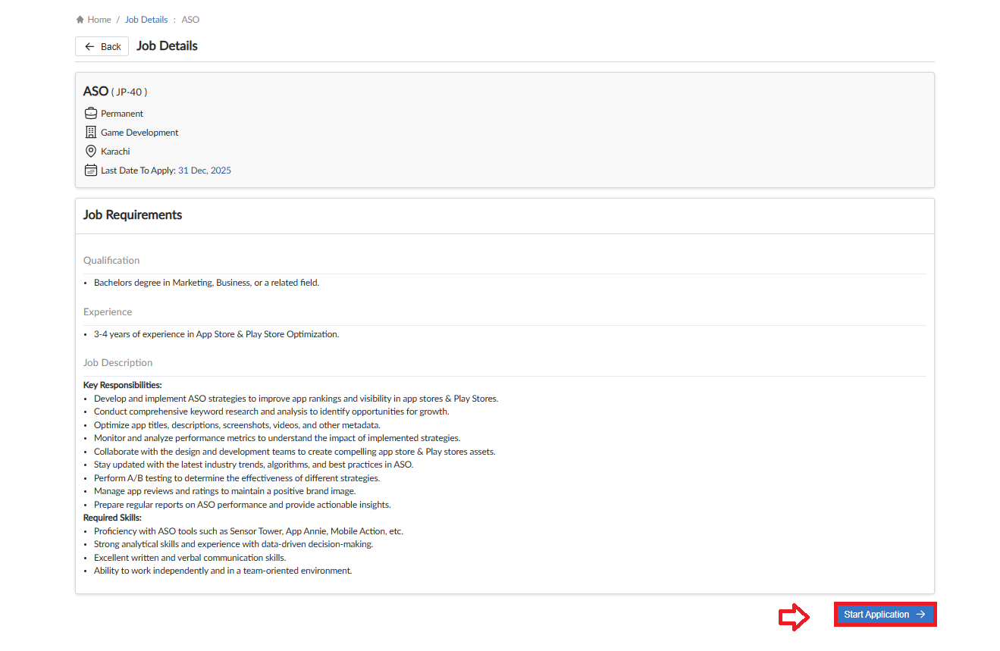 Home / Job Details : ASO
Back Job Details
ASO ( JP-40 )
Permanent
Game Development
Karachi
Last Date To Apply: 31 Dec, 2025
Job Requirements
Qualification
• Bachelors degree in Marketing, Business, or a related field.
Experience
• 3-4 years of experience in App Store & Play Store Optimization.
Job Description
Key Responsibilities:
• Develop and implement ASO strategies to improve app rankings and visibility in app stores & Play Stores.
• Conduct comprehensive keyword research and analysis to identify opportunities for growth.
• Optimize app titles, descriptions, screenshots, videos, and other metadata.
• Monitor and analyze performance metrics to understand the impact of implemented strategies.
• Collaborate with the design and development teams to create compelling app store & Play stores assets.
• Stay updated with the latest industry trends, algorithms, and best practices in ASO.
• Perform A/B testing to determine the effectiveness of different strategies.
• Manage app reviews and ratings to maintain a positive brand image.
• Prepare regular reports on ASO performance and provide actionable insights.
Required Skills:
• Proficiency with ASO tools such as Sensor Tower, App Annie, Mobile Action, etc.
• Strong analytical skills and experience with data-driven decision-making.
• Excellent written and verbal communication skills.
• Ability to work independently and in a team-oriented environment.
Start Application